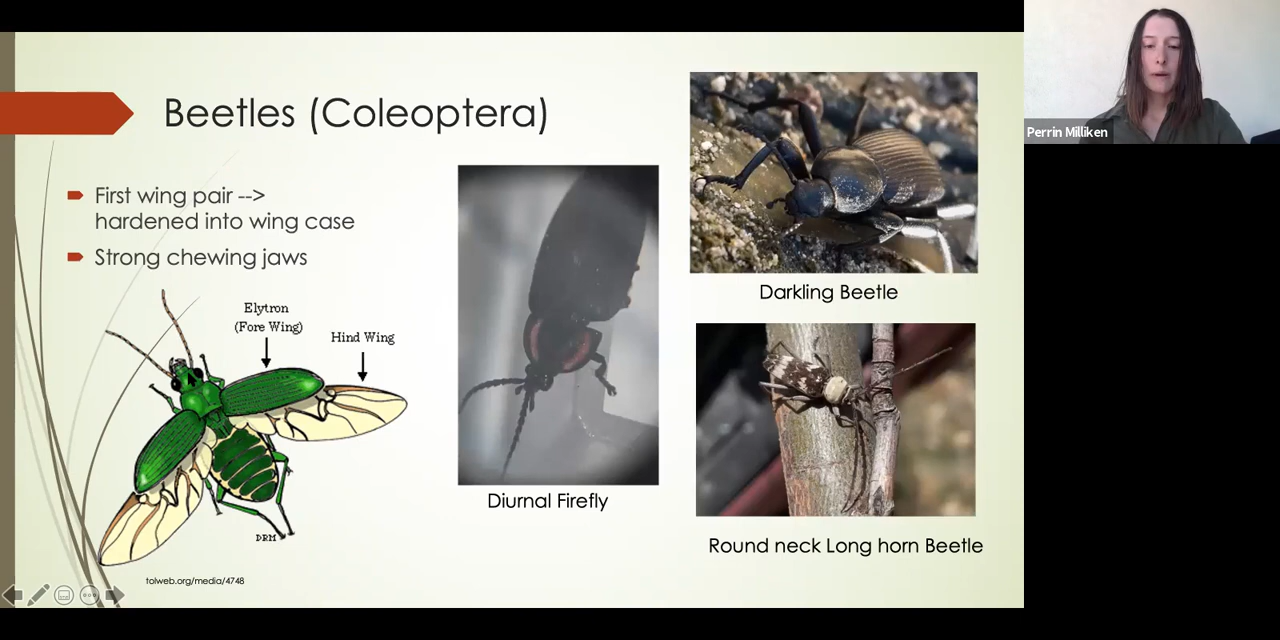 Beetles (Coleoptera)
First wing pair -->
hardened into wing case
Strong chewing jaws
Elytron
(Fore Wing)
Hind Wing
DRM
tolweb.org/media/4748
Diurnal Firefly
Darkling Beetle
Round neck Long horn Beetle
Perrin Milliken